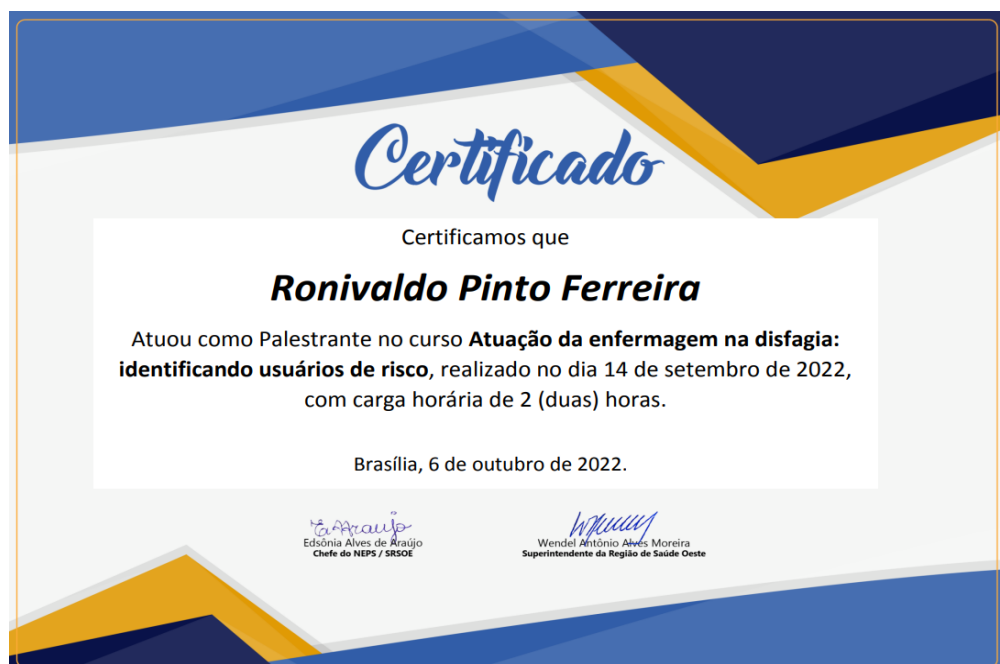 Certificado
Certificamos que
Ronivaldo Pinto Ferreira
Atuou como Palestrante no curso Atuação da enfermagem na disfagia:
identificando usuários de risco, realizado no dia 14 de setembro de 2022,
com carga horária de 2 (duas) horas.
Brasília, 6 de outubro de 2022.
E. Araujo
Edsônia Alves de Araújo
Chefe do NEPS / SRSOE
Wendel Antônio Alves Moreira
Superintendente da Região de Saúde Oeste